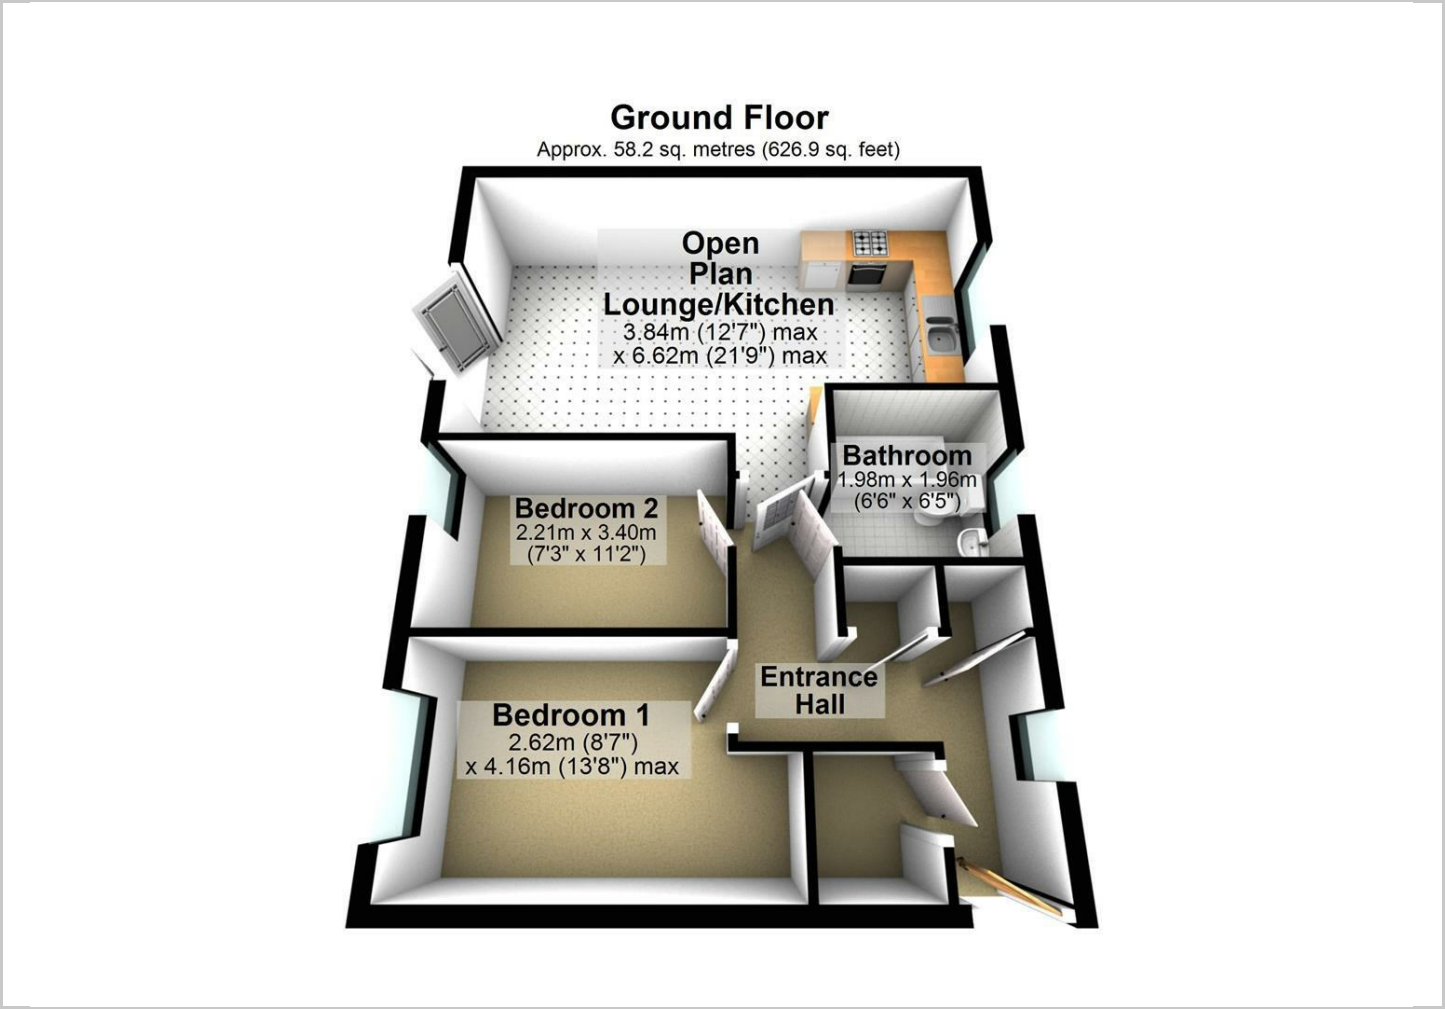 Ground Floor
Approx. 58.2 sq. metres (626.9 sq. feet)
Open
Plan
Lounge/Kitchen
3.84m (12'7") max
x 6.62m (21'9") max
Bathroom
1.98m x 1.96m
(6'6" x 6'5")
Bedroom 2
2.21m x 3.40m
(7'3" x 11'2")
Entrance
Hall
Bedroom 1
2.62m (8'7")
x 4.16m (13'8") max